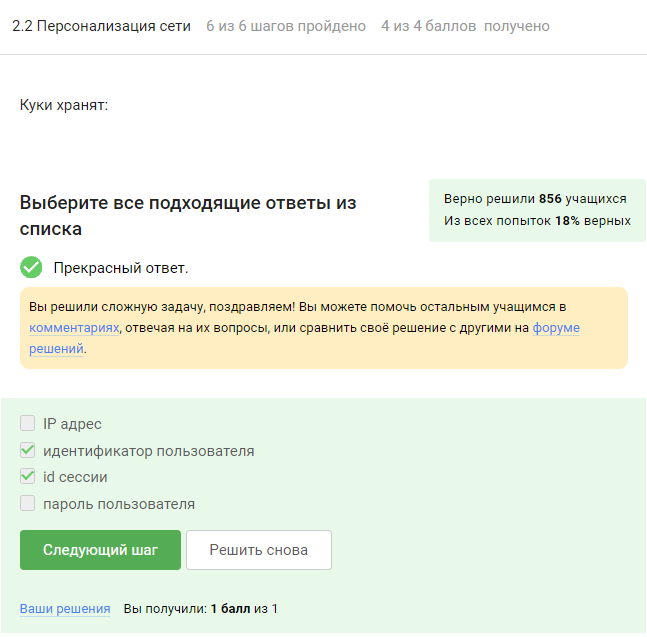 2.2 Персонализация сети 6 из 6 шагов пройдено 4 из 4 баллов получено
Куки хранят:
Выберите все подходящие ответы из
списка
Верно решили 856 учащихся
Из всех попыток 18% верных
Прекрасный ответ.
Вы решили сложную задачу, поздравляем! Вы можете помочь остальным учащимся в
комментариях, отвечая на их вопросы, или сравнить своё решение с другими на форуме
решений.
IP адрес
идентификатор пользователя
id сессии
пароль пользователя
Следующий шаг Решить снова
Ваши решения Вы получили: 1 балл из 1